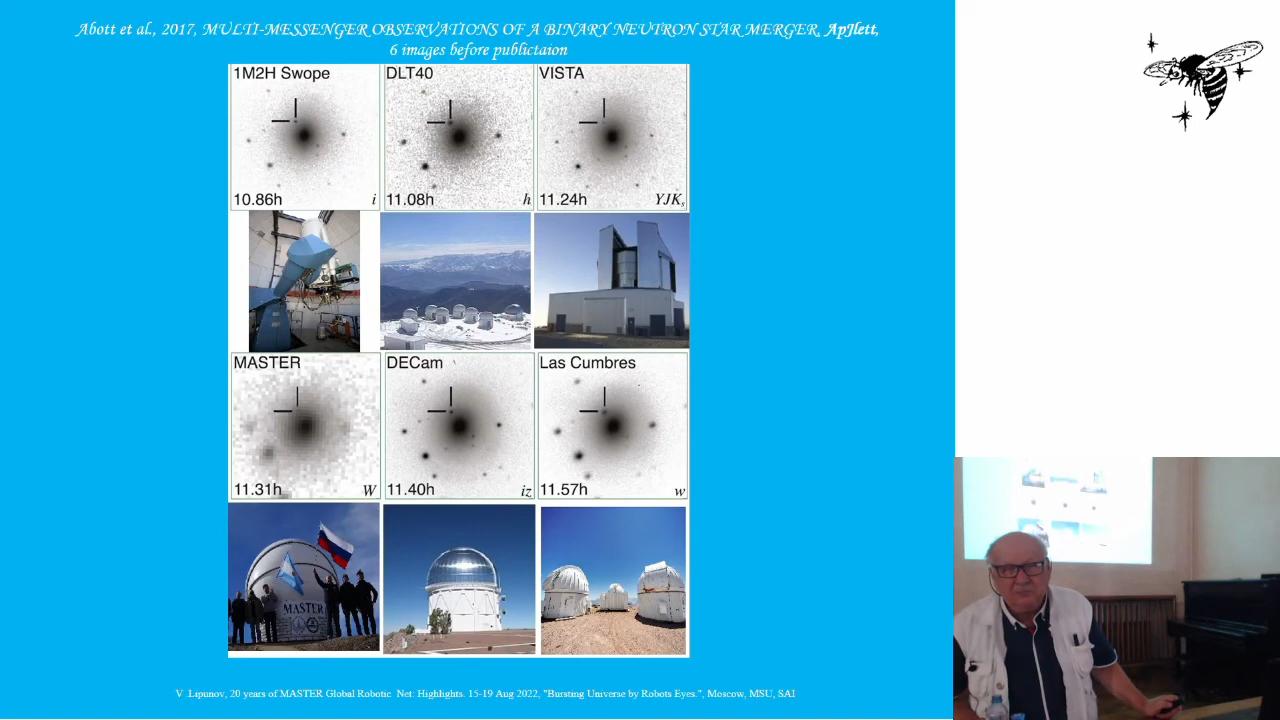 Abott et al., 2017, MULTI-MESSENGER OBSERVATIONS OF A BINARY NEUTRON STAR MERGER, ApJlett,
6 images before publictaion
1M2H Swope
DLT40
VISTA
10.86h
i
11.08h
h
11.24h
YJKs
MASTER
DECam
Las Cumbres
11.31h
W
11.40h
iz
11.57h
w
MASTER
V .Lipunov, 20 years of MASTER Global Robotic Net: Highlights. 15-19 Aug 2022, "Bursting Universe by Robots Eyes.", Moscow, MSU, SAI